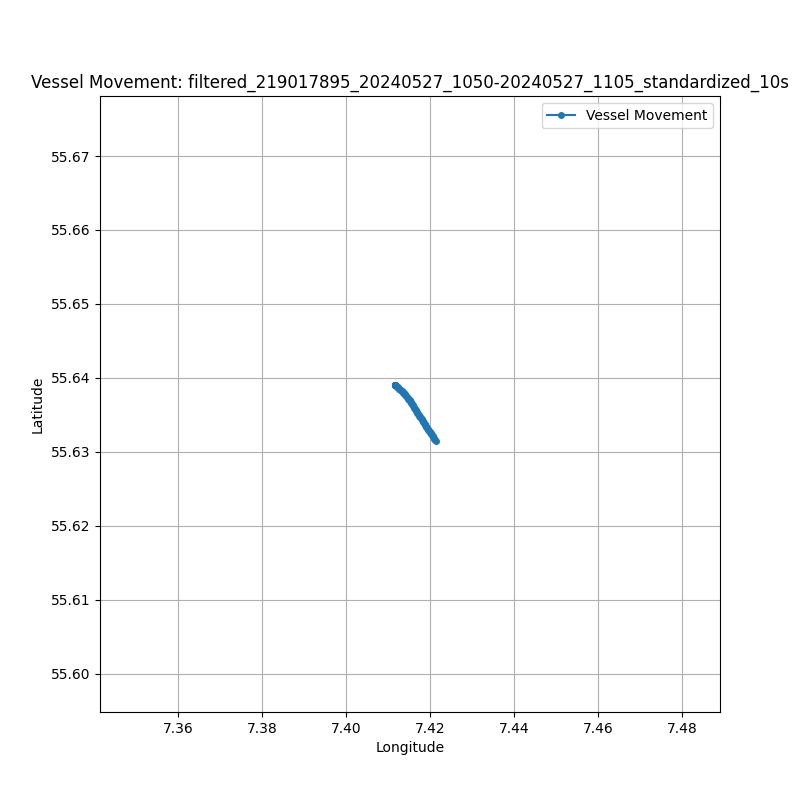 Vessel Movement: filtered_219017895_20240527_1050-20240527_1105_standardized_10s
Vessel Movement
55.67
55.66
55.65
55.64
55.63
55.62
55.61
55.60
Latitude
7.36 7.38 7.40 7.42 7.44 7.46 7.48
Longitude